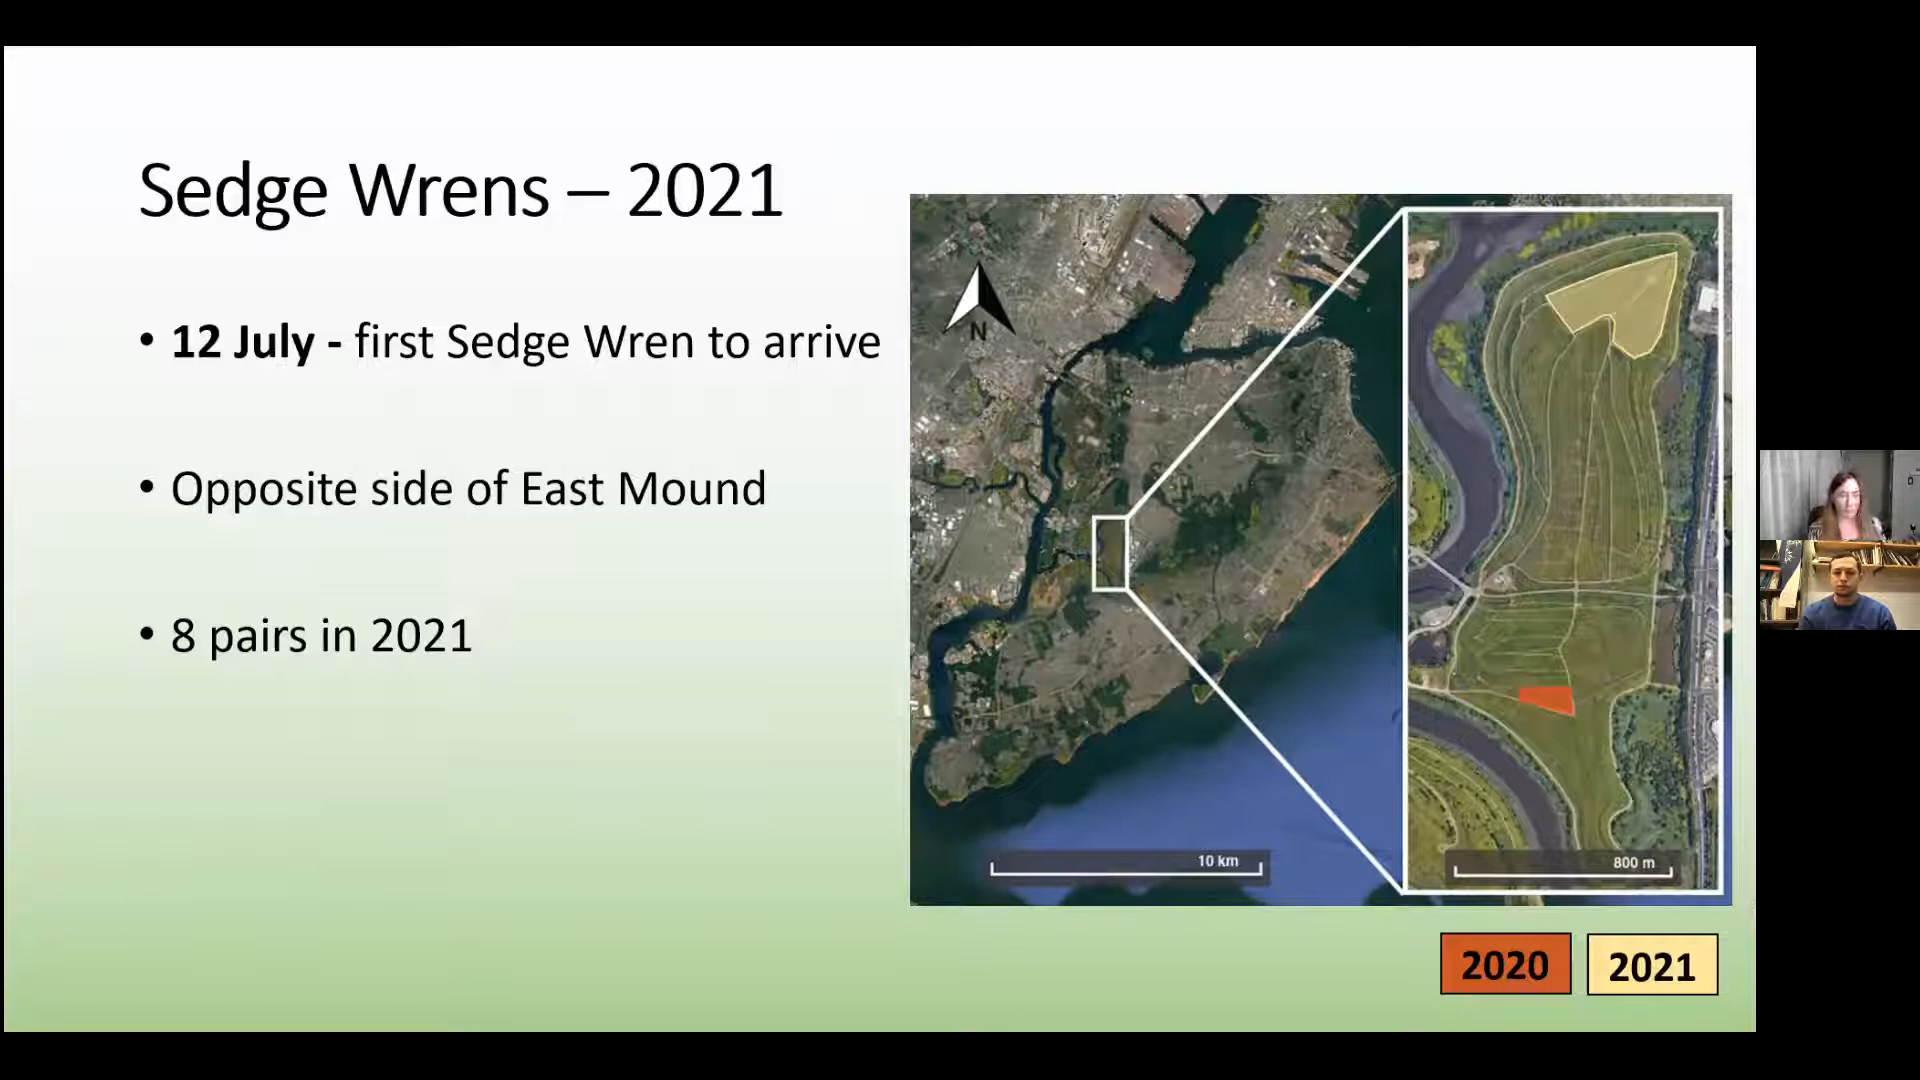 Sedge Wrens – 2021
• 12 July - first Sedge Wren to arrive
• Opposite side of East Mound
• 8 pairs in 2021
N
10 km
800 m
2020
2021